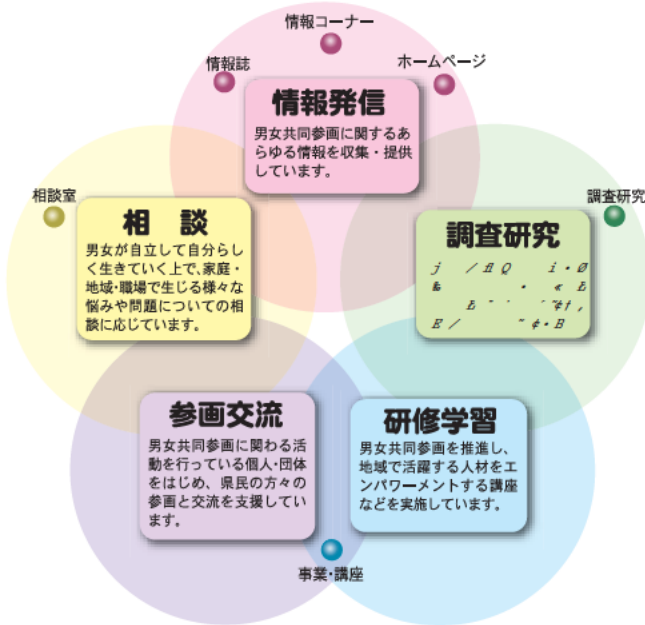 情報コーナー
情報誌
ホームページ
情報発信
男女共同参画に関するあ
らゆる情報を収集・提供
しています。
相談室
相 談
男女が自立して自分らし
く生きていく上で、家庭・
地域・職場で生じる様々な
悩みや問題についての相
談に応じています。
調査研究
調査研究
参画交流
男女共同参画に関わる活
動を行っている個人・団体
をはじめ、県民の方々の
参画と交流を支援してい
ます。
研修学習
男女共同参画を推進し、
地域で活躍する人材をエ
ンパワーメントする講座
などを実施しています。
事業・講座